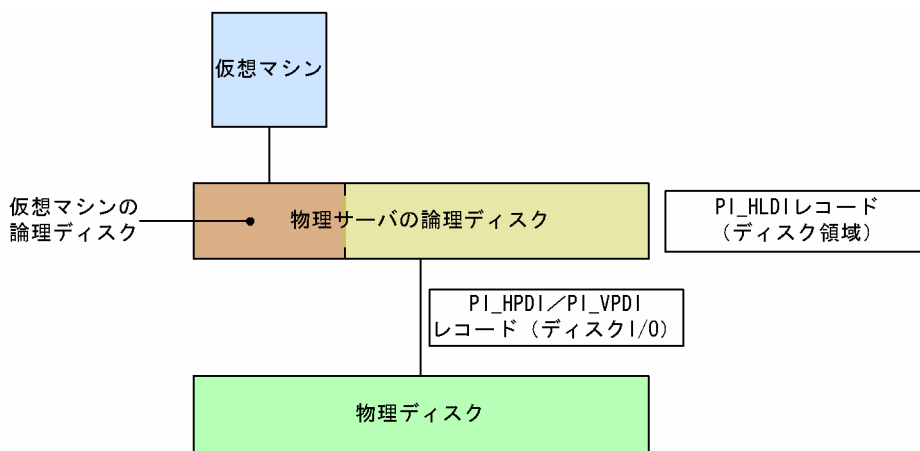 仮想マシン
仮想マシンの
論理ディスク
物理サーバの論理ディスク
PI_HLDIレコード
（ディスク領域）
PI_HPDI／PI_VPDI
レコード（ディスクI/O）
物理ディスク